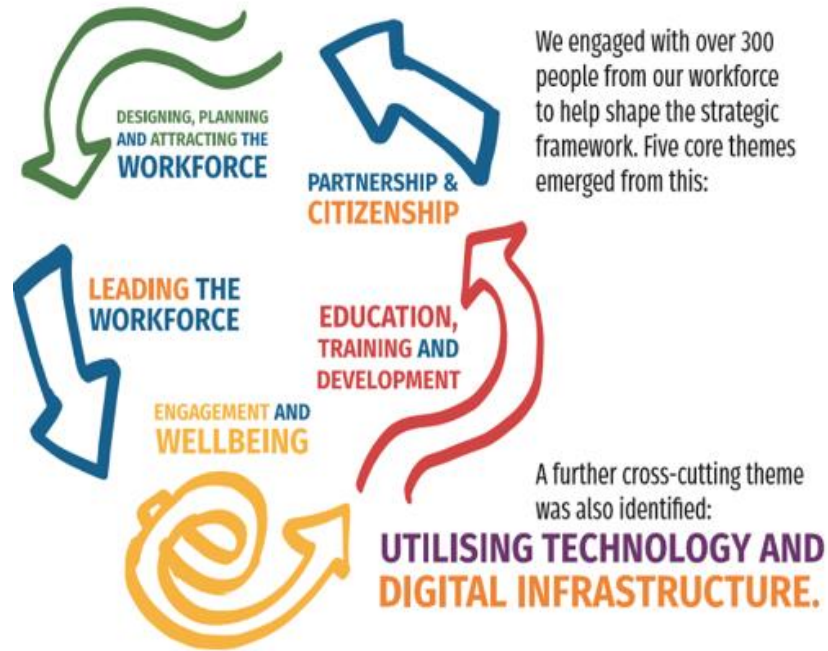 We engaged with over 300
people from our workforce
to help shape the strategic
framework. Five core themes
emerged from this:
DESIGNING, PLANNING
AND ATTRACTING THE
WORKFORCE
PARTNERSHIP &
CITIZENSHIP
LEADING THE
WORKFORCE
EDUCATION,
TRAINING AND
DEVELOPMENT
ENGAGEMENT AND
WELLBEING
A further cross-cutting theme
was also identified:
UTILISING TECHNOLOGY AND
DIGITAL INFRASTRUCTURE.